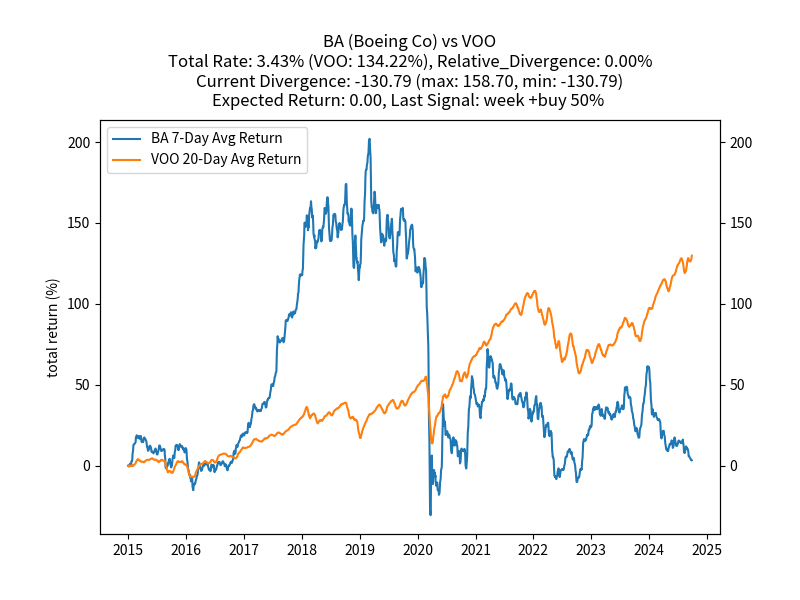 BA (Boeing Co) vs VOO
Total Rate: 3.43% (VOO: 134.22%), Relative_Divergence: 0.00%
Current Divergence: -130.79 (max: 158.70, min: -130.79)
Expected Return: 0.00, Last Signal: week +buy 50%
BA 7-Day Avg Return
VOO 20-Day Avg Return
total return (%)
200
150
100
50
0
200
150
100
50
0
2015 2016 2017 2018 2019 2020 2021 2022 2023 2024 2025